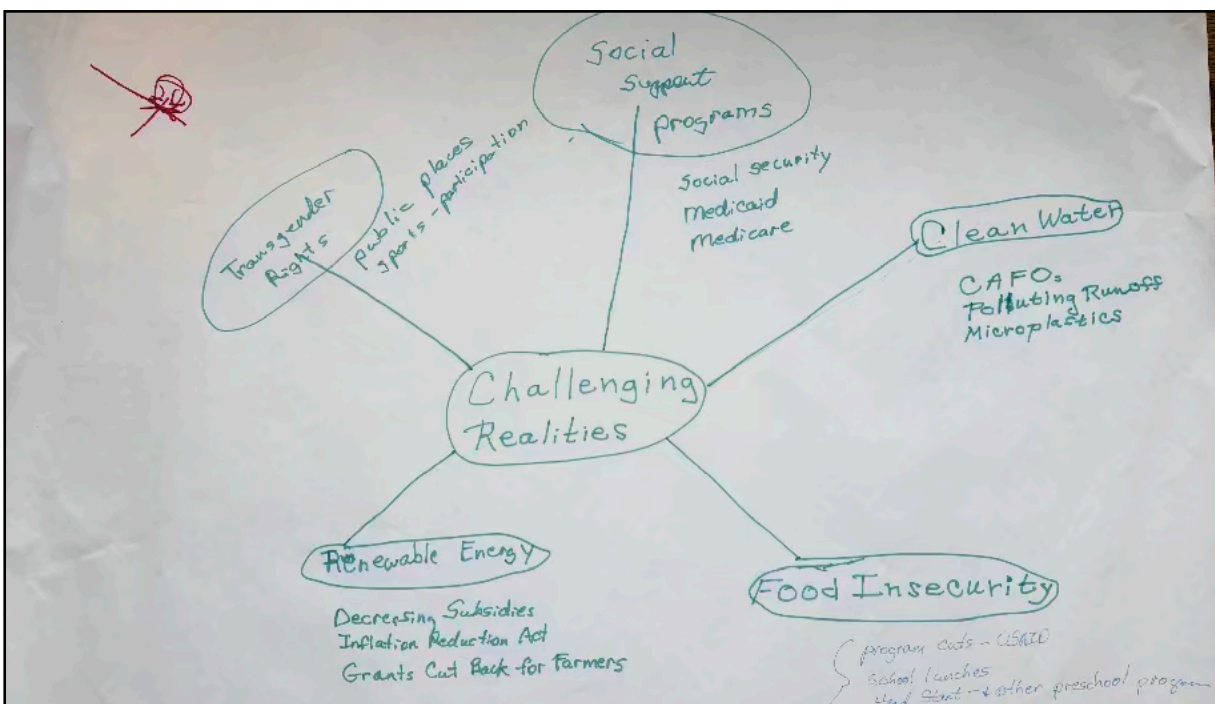 Social
Support
programs
Social security
Medicaid
Medicare
Transgender
Rights
public places
sports - participation
Clean Water
CAFOs
Polluting Runoff
Microplastics
Challenging
Realities
Renewable Energy
Decresing Subsidies
Inflation Reduction Act
Grants Cut Back for Farmers
Food Insecurity
program cuts - USAID
School lunches
Head Start - & other preschool program